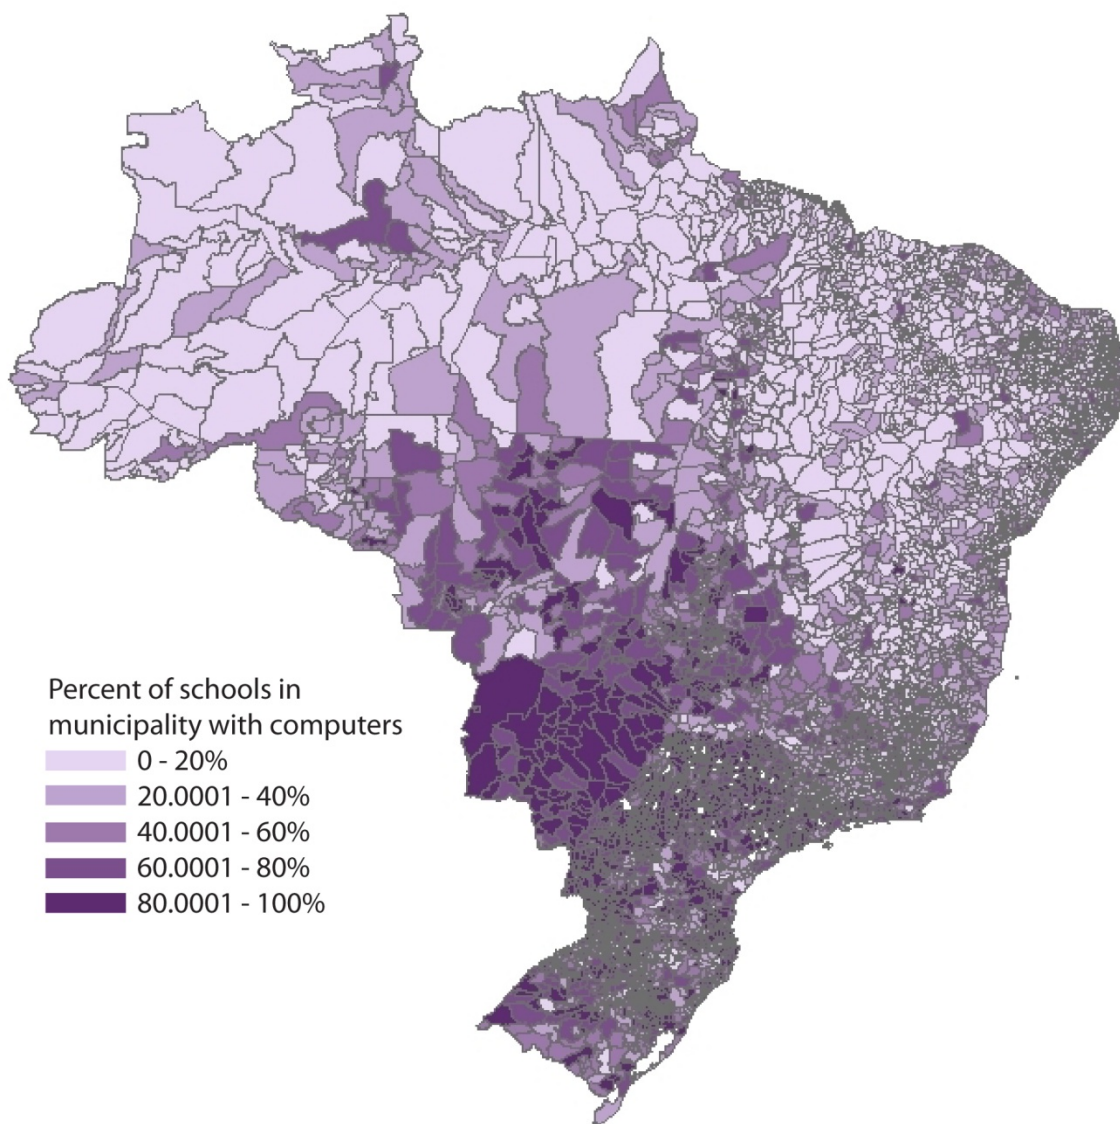 Percent of schools in
municipality with computers
0 - 20%
20.0001 - 40%
40.0001 - 60%
60.0001 - 80%
80.0001 - 100%